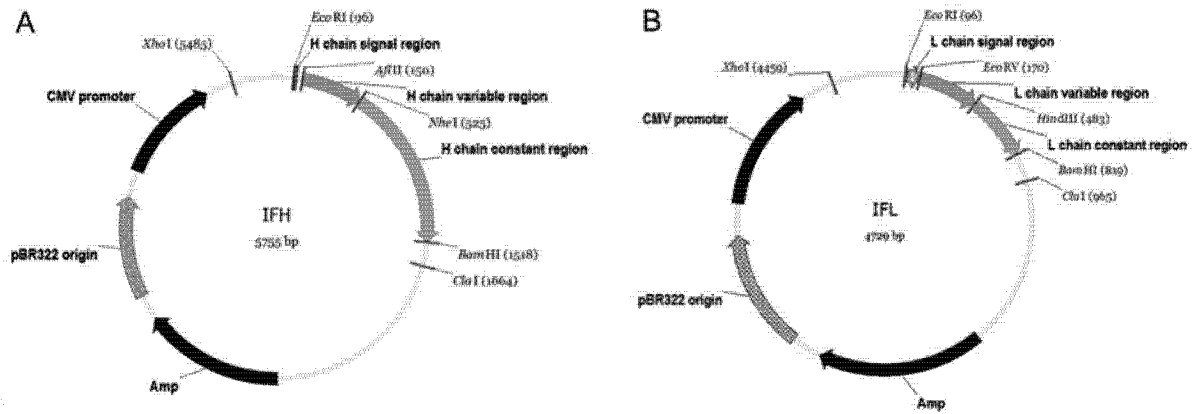 A
EcoRI (96)
H chain signal region
XhoI (5485)
AflII (150)
CMV promoter
H chain variable region
NheI (525)
H chain constant region
IFH
5755 bp
pBR322 origin
BamHI (1518)
ClaI (1664)
Amp
B
EcoRI (96)
L chain signal region
XhoI (4459)
EcoRV (170)
L chain variable region
CMV promoter
HindIII (483)
L chain constant region
BamHI (819)
ClaI (965)
IFL
4729 bp
pBR322 origin
Amp